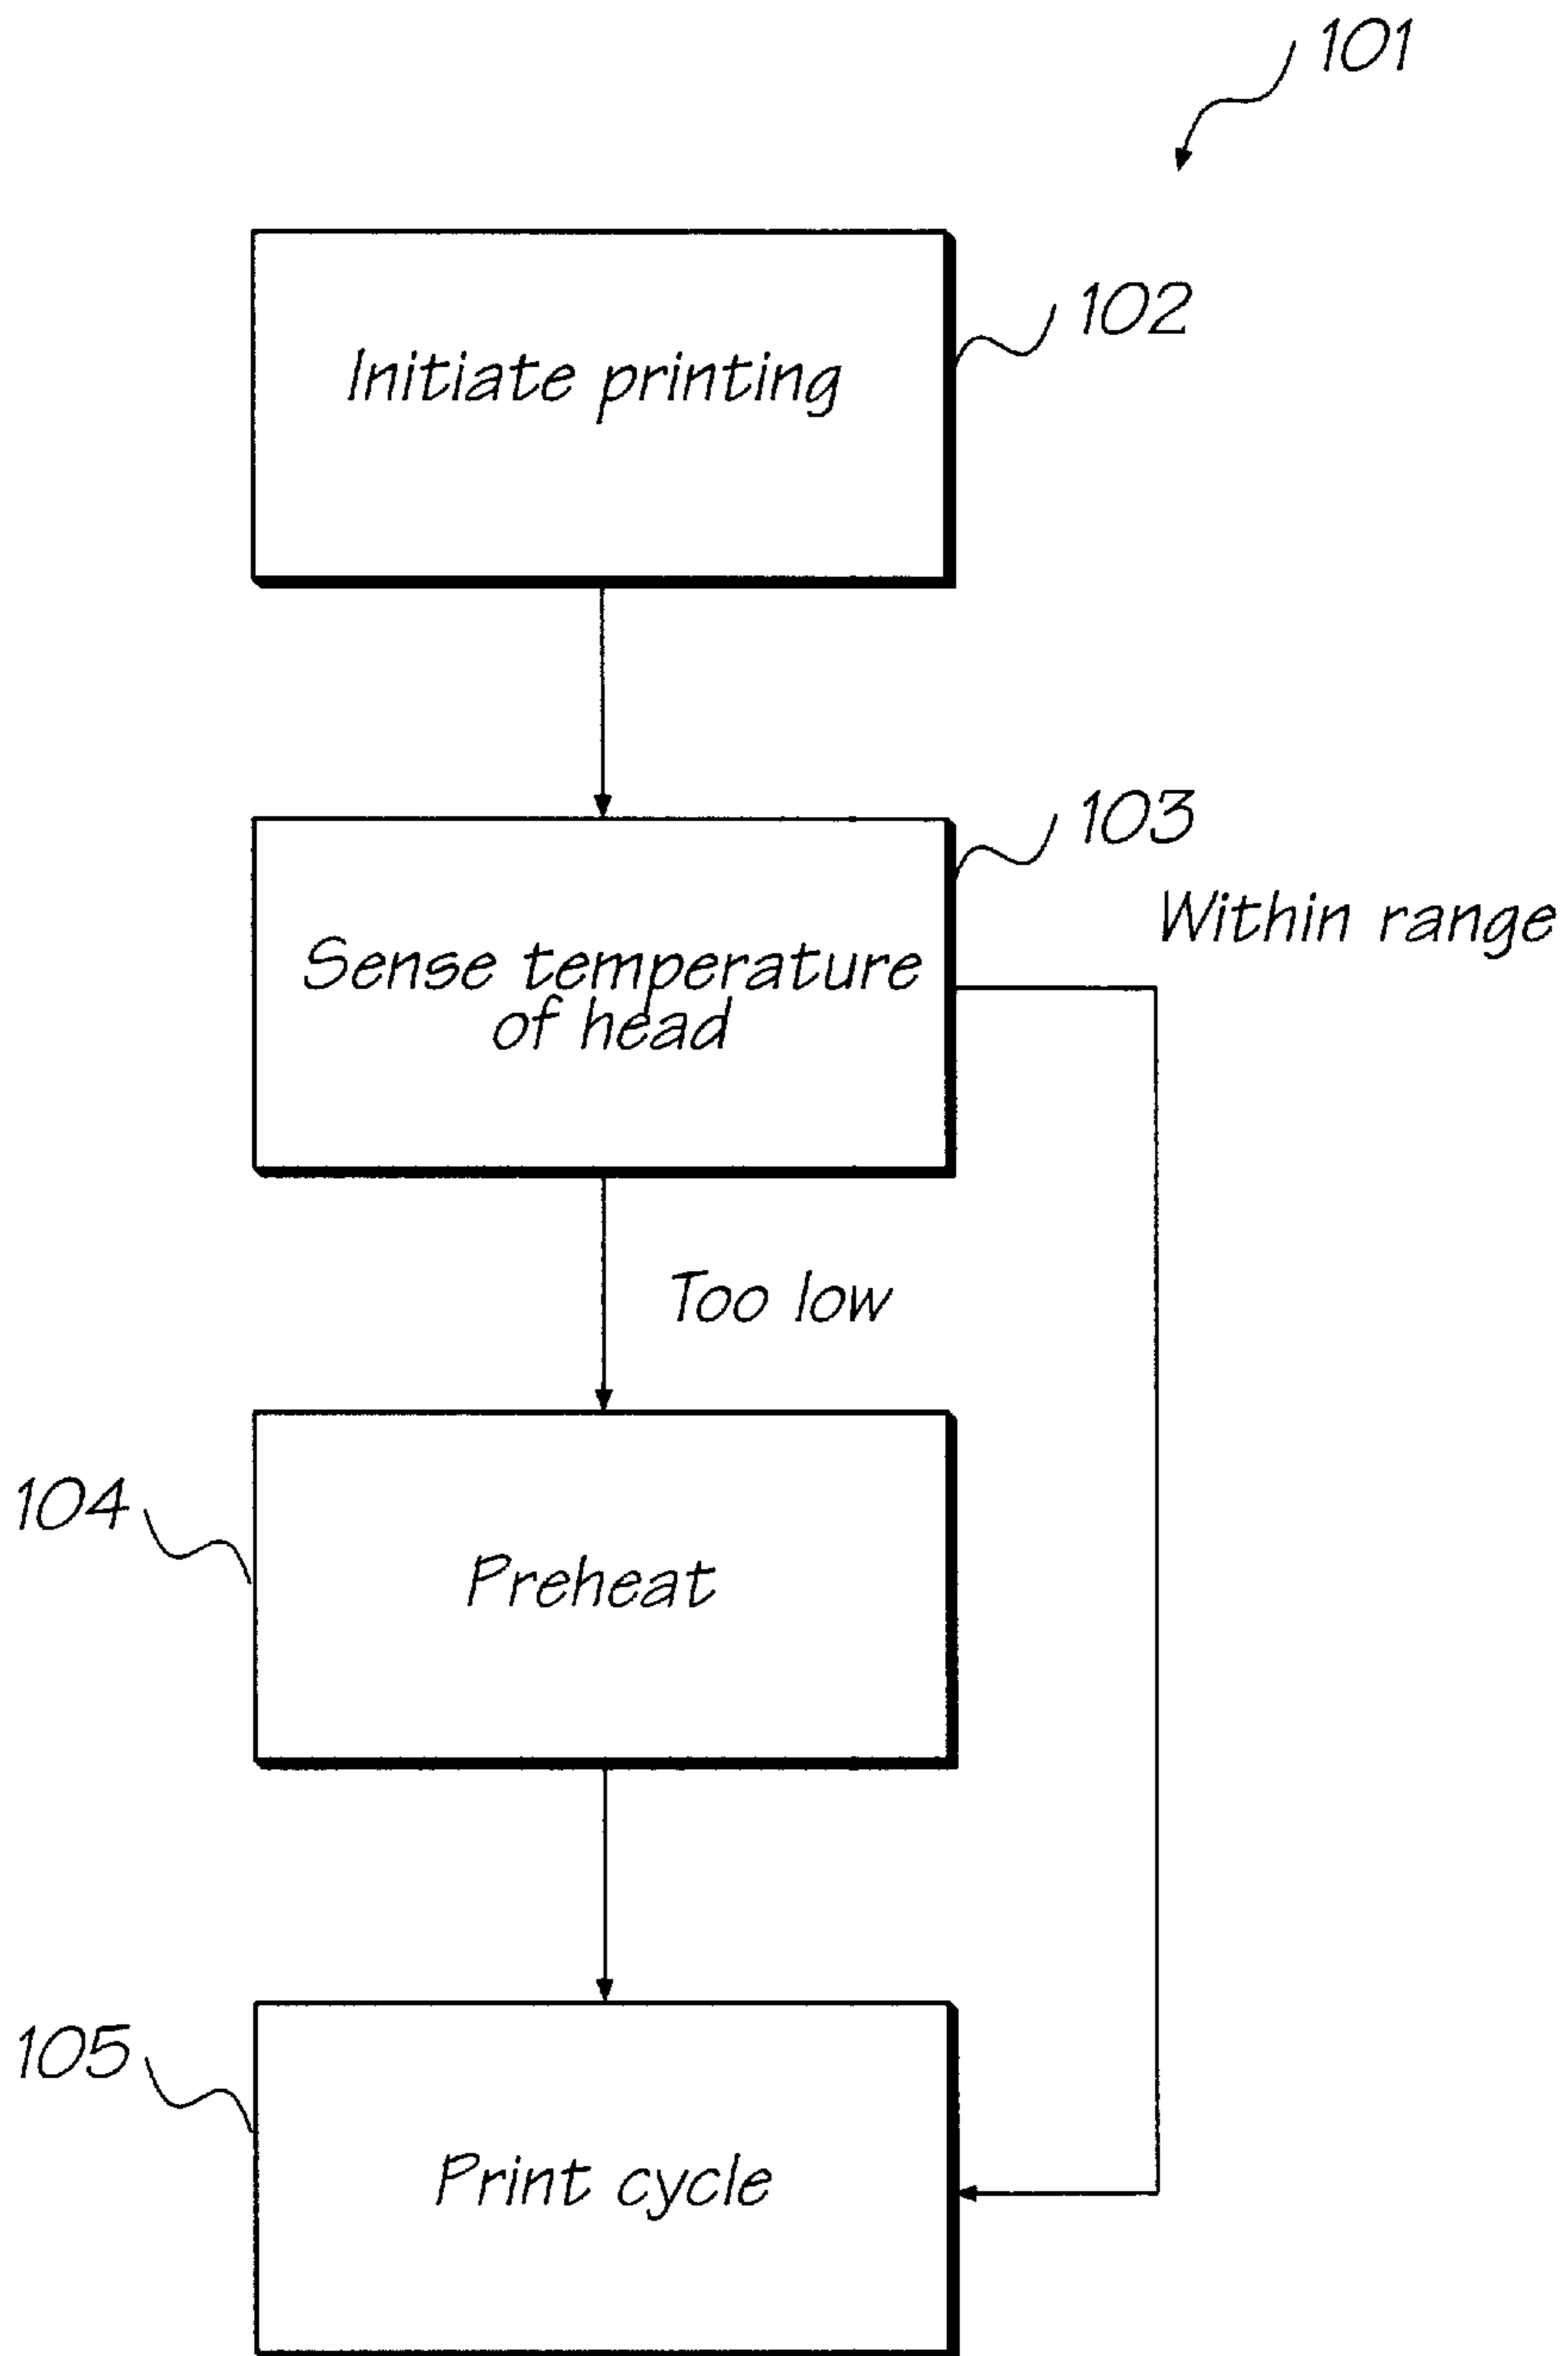 101
Initiate printing
102
103
Within range
Sense temperature
of head
Too low
104
Preheat
105
Print cycle